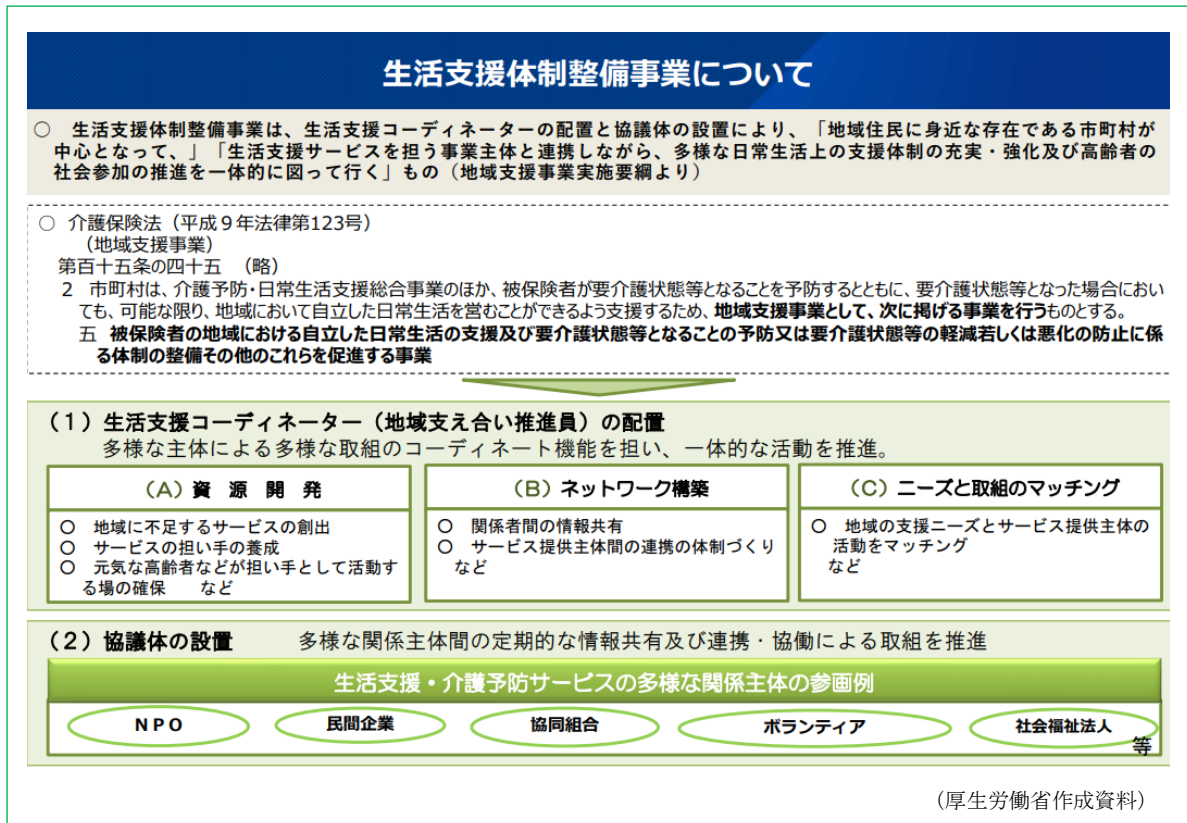 生活支援体制整備事業について
○　生活支援体制整備事業は、生活支援コーディネーターの配置と協議体の設置により、「地域住民に身近な存在である市町村が
中心となって、」「生活支援サービスを担う事業主体と連携しながら、多様な日常生活上の支援体制の充実・強化及び高齢者の
社会参加の推進を一体的に図って行く」もの（地域支援事業実施要綱より）
○　介護保険法（平成９年法律第123号）
（地域支援事業）
第百十五条の四十五　（略）
２　市町村は、介護予防・日常生活支援総合事業のほか、被保険者が要介護状態等となることを予防するとともに、要介護状態等となった場合におい
ても、可能な限り、地域において自立した日常生活を営むことができるよう支援するため、地域支援事業として、次に掲げる事業を行うものとする。
五　被保険者の地域における自立した日常生活の支援及び要介護状態等となることの予防又は要介護状態等の軽減若しくは悪化の防止に係
る体制の整備その他のこれらを促進する事業
（１）生活支援コーディネーター（地域支え合い推進員）の配置
多様な主体による多様な取組のコーディネート機能を担い、一体的な活動を推進。
（A）資　源　開　発
○　地域に不足するサービスの創出
○　サービスの担い手の養成
○　元気な高齢者などが担い手として活動す
る場の確保　　など
（B）ネットワーク構築
○　関係者間の情報共有
○　サービス提供主体間の連携の体制づくり
など
（C）ニーズと取組のマッチング
○　地域の支援ニーズとサービス提供主体の
活動をマッチング
など
（２）協議体の設置　　多様な関係主体間の定期的な情報共有及び連携・協働による取組を推進
生活支援・介護予防サービスの多様な関係主体の参画例
ＮＰＯ　民間企業　協同組合　ボランティア　社会福祉法人
等
（厚生労働省作成資料）